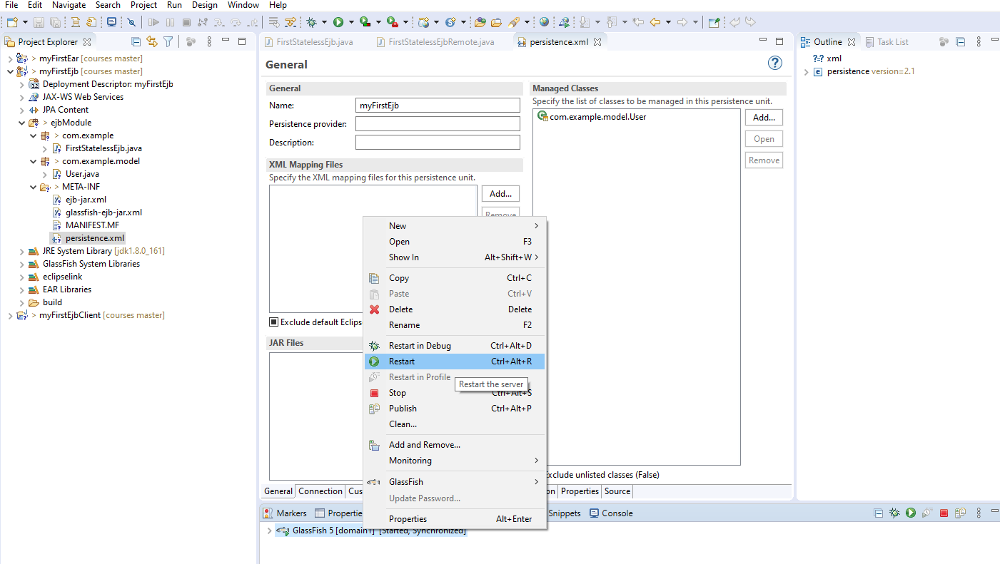 File Edit Navigate Search Project Run Design Window Help
Project Explorer
> myFirstEar [courses master]
> myFirstEjb [courses master]
Deployment Descriptor: myFirstEjb
JAX-WS Web Services
JPA Content
> ejbModule
> com.example
FirstStatelessEjb.java
> com.example.model
User.java
> META-INF
ejb-jar.xml
glassfish-ejb-jar.xml
MANIFEST.MF
persistence.xml
JRE System Library [jdk1.8.0_161]
GlassFish System Libraries
eclipselink
EAR Libraries
build
> myFirstEjbClient [courses master]
FirstStatelessEjb.java FirstStatelessEjbRemote.java persistence.xml
General
General
Name: myFirstEjb
Persistence provider:
Description:
XML Mapping Files
Specify the XML mapping files for this persistence unit.
Add...
Remove
Exclude default Eclips
JAR Files
Managed Classes
Specify the list of classes to be managed in this persistence unit.
com.example.model.User
Add...
Open
Remove
xclude unlisted classes (False)
General Connection Cus on Properties Source
New
Open F3
Show In Alt+Shift+W
Copy Ctrl+C
Paste Ctrl+V
Delete Delete
Rename F2
Restart in Debug Ctrl+Alt+D
Restart Ctrl+Alt+R
Restart in Profile
Restart the server
Stop Ctrl+Alt+S
Publish Ctrl+Alt+P
Clean...
Add and Remove...
Monitoring
GlassFish
Update Password...
Properties Alt+Enter
Markers Propertie Snippets Console
GlassFish 5 [domain1] [Started, Synchronized]
Outline Task List
?=? xml
persistence version=2.1